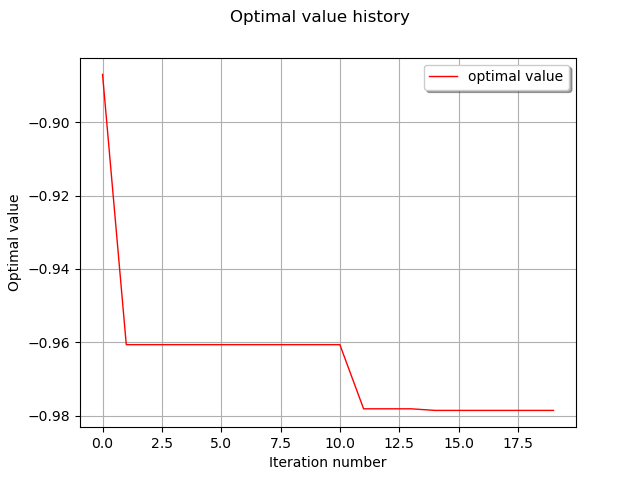 Optimal value history
optimal value
−0.90
−0.92
−0.94
−0.96
−0.98
Optimal value
0.0 2.5 5.0 7.5 10.0 12.5 15.0 17.5
Iteration number